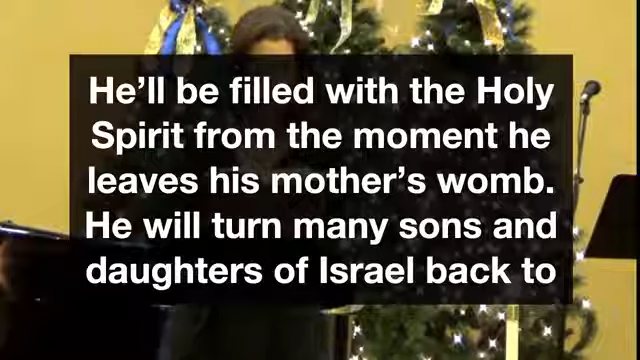 He’ll be filled with the Holy
Spirit from the moment he
leaves his mother’s womb.
He will turn many sons and
daughters of Israel back to